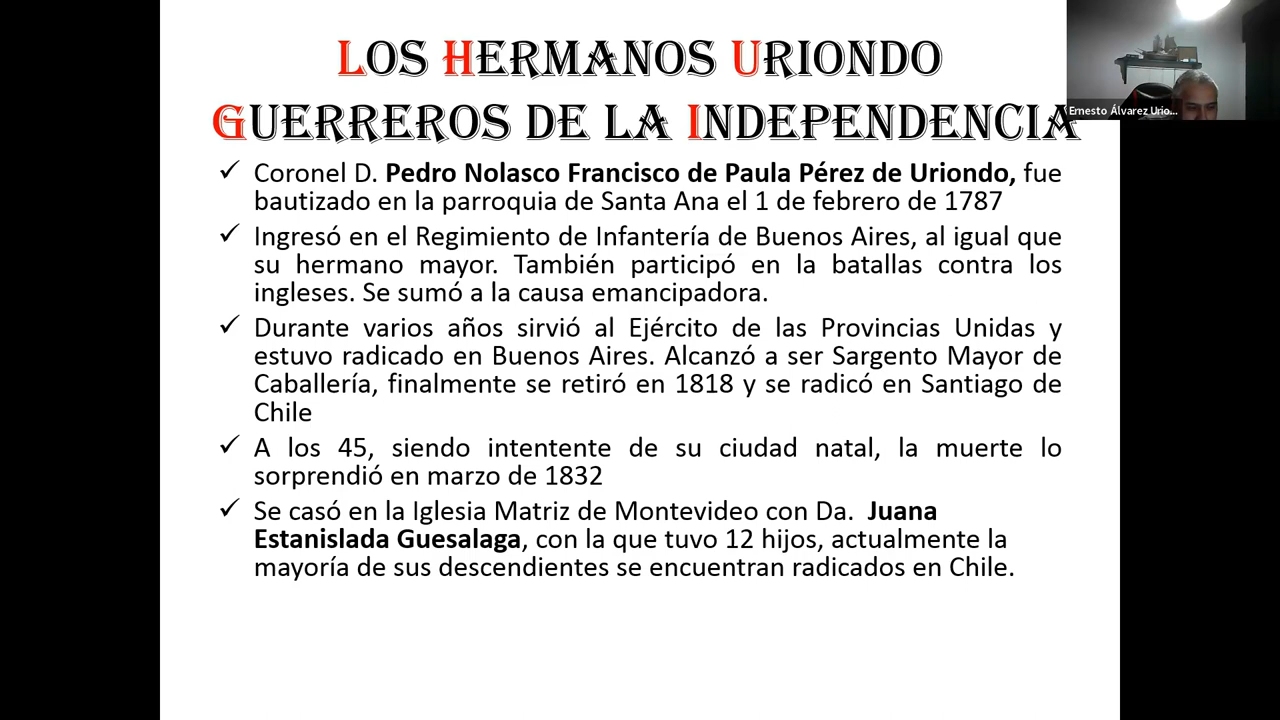 LOS HERMANOS URIONDO
GUERREROS DE LA INDEPENDENCIA
Ernesto Álvarez Urio...
✓ Coronel D. Pedro Nolasco Francisco de Paula Pérez de Uriondo, fue
bautizado en la parroquia de Santa Ana el 1 de febrero de 1787
✓ Ingresó en el Regimiento de Infantería de Buenos Aires, al igual que
su hermano mayor. También participó en la batallas contra los
ingleses. Se sumó a la causa emancipadora.
✓ Durante varios años sirvió al Ejército de las Provincias Unidas y
estuvo radicado en Buenos Aires. Alcanzó a ser Sargento Mayor de
Caballería, finalmente se retiró en 1818 y se radicó en Santiago de
Chile
✓ A los 45, siendo intentente de su ciudad natal, la muerte lo
sorprendió en marzo de 1832
✓ Se casó en la Iglesia Matriz de Montevideo con Da. Juana
Estanislada Guesalaga, con la que tuvo 12 hijos, actualmente la
mayoría de sus descendientes se encuentran radicados en Chile.